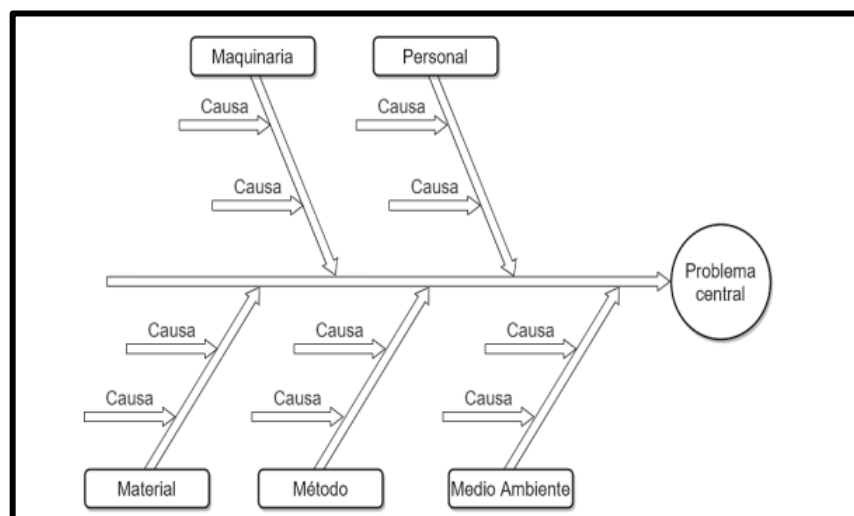 Maquinaria
Personal
Causa
Causa
Causa
Causa
Problema
central
Causa
Causa
Causa
Causa
Causa
Causa
Material
Método
Medio Ambiente